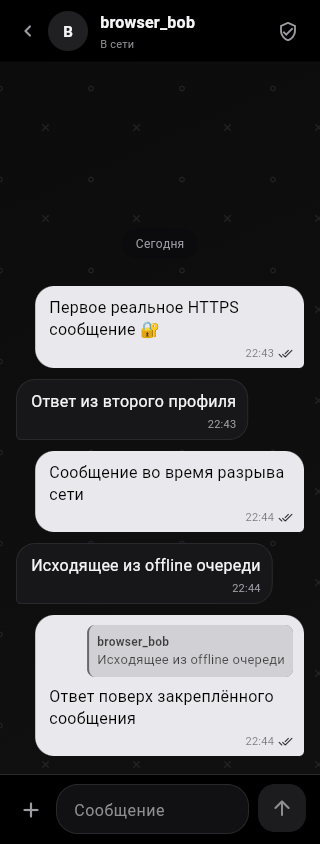 browser_bob
В сети
B
Сегодня
Первое реальное HTTPS
сообщение 🔐
22:43
Ответ из второго профиля
22:43
Сообщение во время разрыва
сети
22:44
Исходящее из offline очереди
22:44
browser_bob
Исходящее из offline очереди
Ответ поверх закреплённого
сообщения
22:44
Сообщение